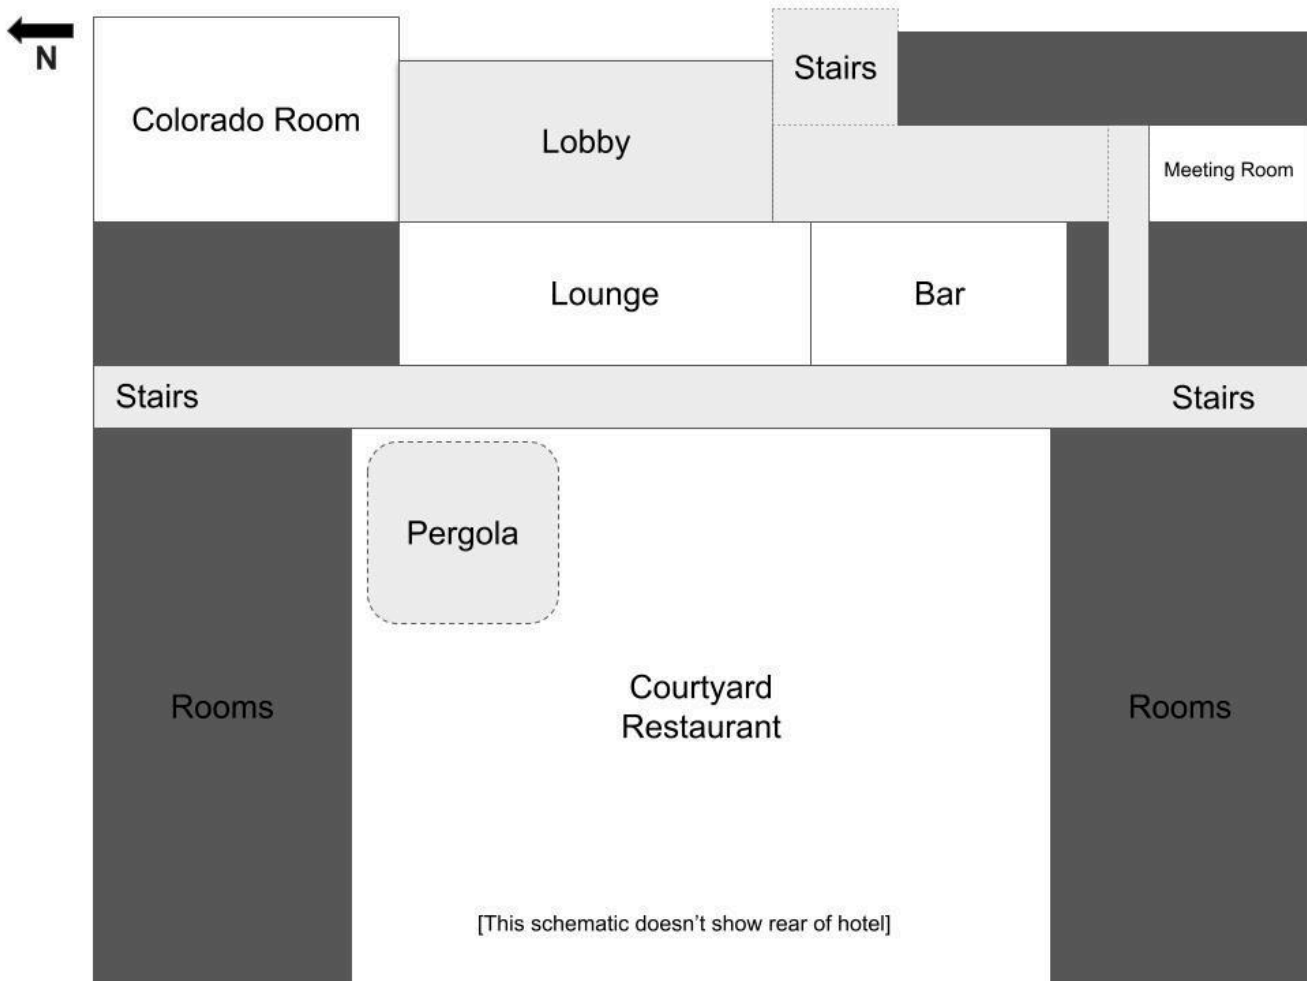 N
Colorado Room
Lobby
Stairs
Meeting Room
Lounge
Bar
Stairs
Stairs
Pergola
Rooms
Courtyard
Restaurant
Rooms
[This schematic doesn’t show rear of hotel]